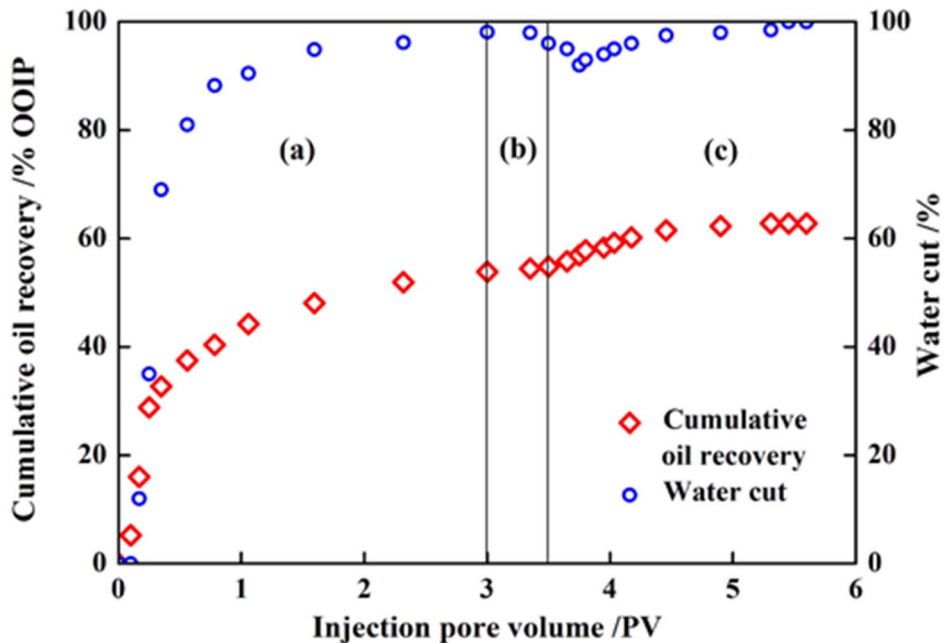 Cumulative oil recovery /% OOIP
100
80
60
40
20
0
(a)
(b)
(c)
100
80
60
40
20
0
Water cut /%
Cumulative
oil recovery
Water cut
0 1 2 3 4 5 6
Injection pore volume /PV